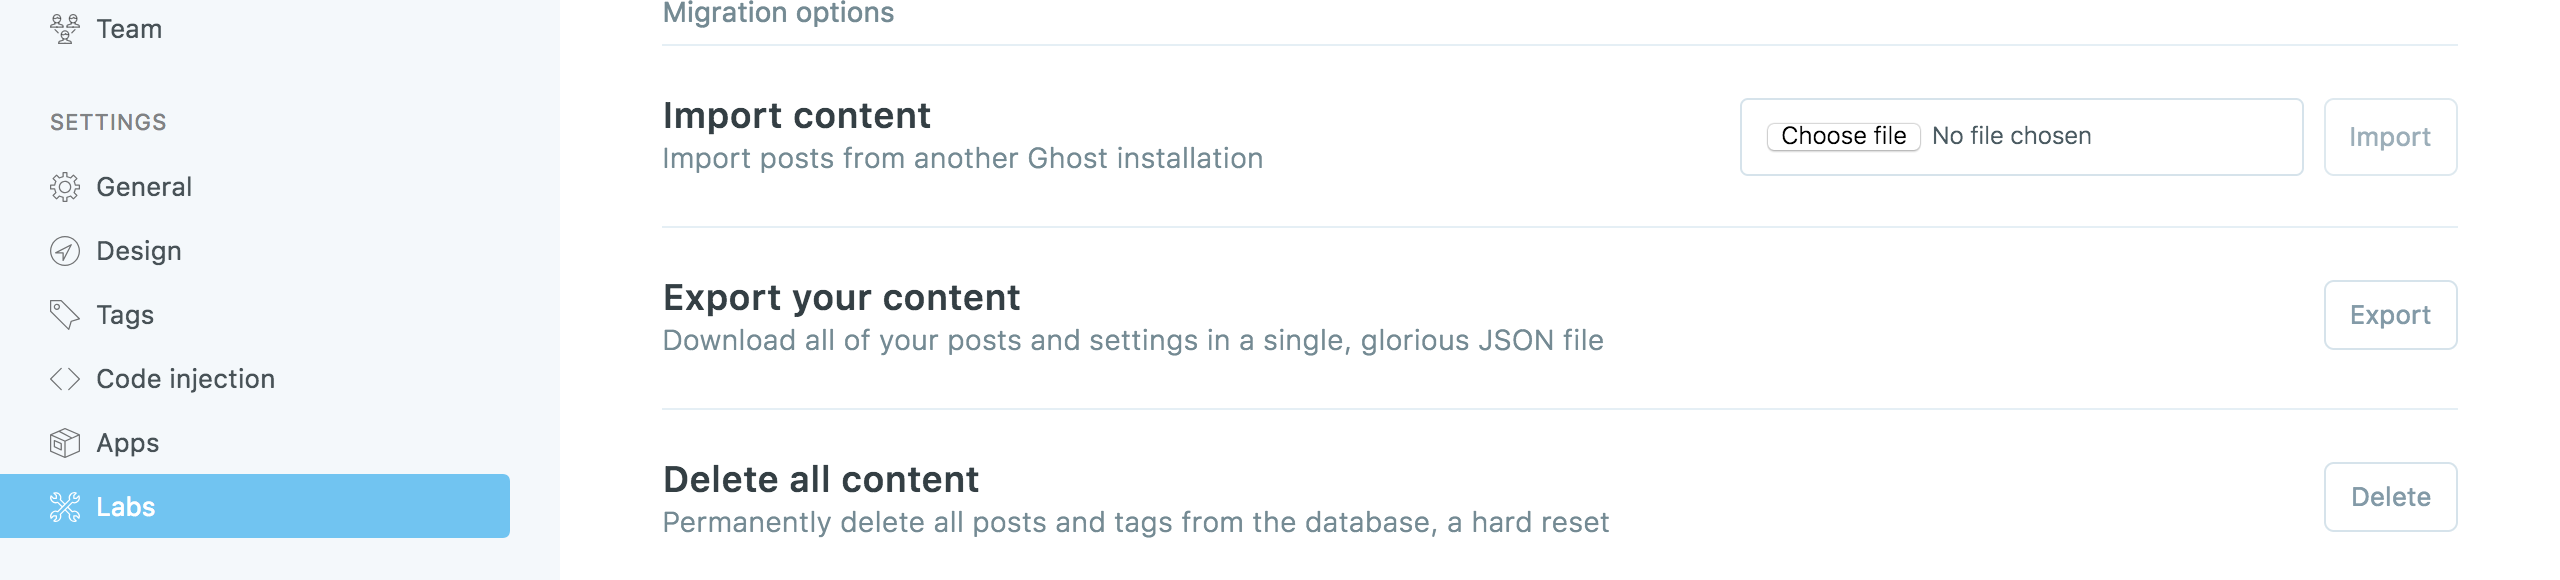 Team
SETTINGS
General
Design
Tags
Code injection
Apps
Labs
Migration options
Import content
Import posts from another Ghost installation
Choose file No file chosen
Import
Export your content
Download all of your posts and settings in a single, glorious JSON file
Export
Delete all content
Permanently delete all posts and tags from the database, a hard reset
Delete